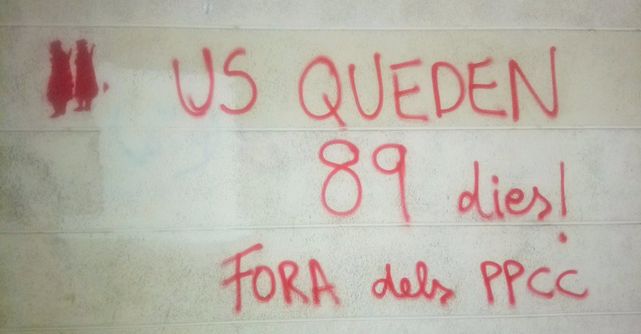 US QUEDEN
89 dies!
FORA dels PPCC